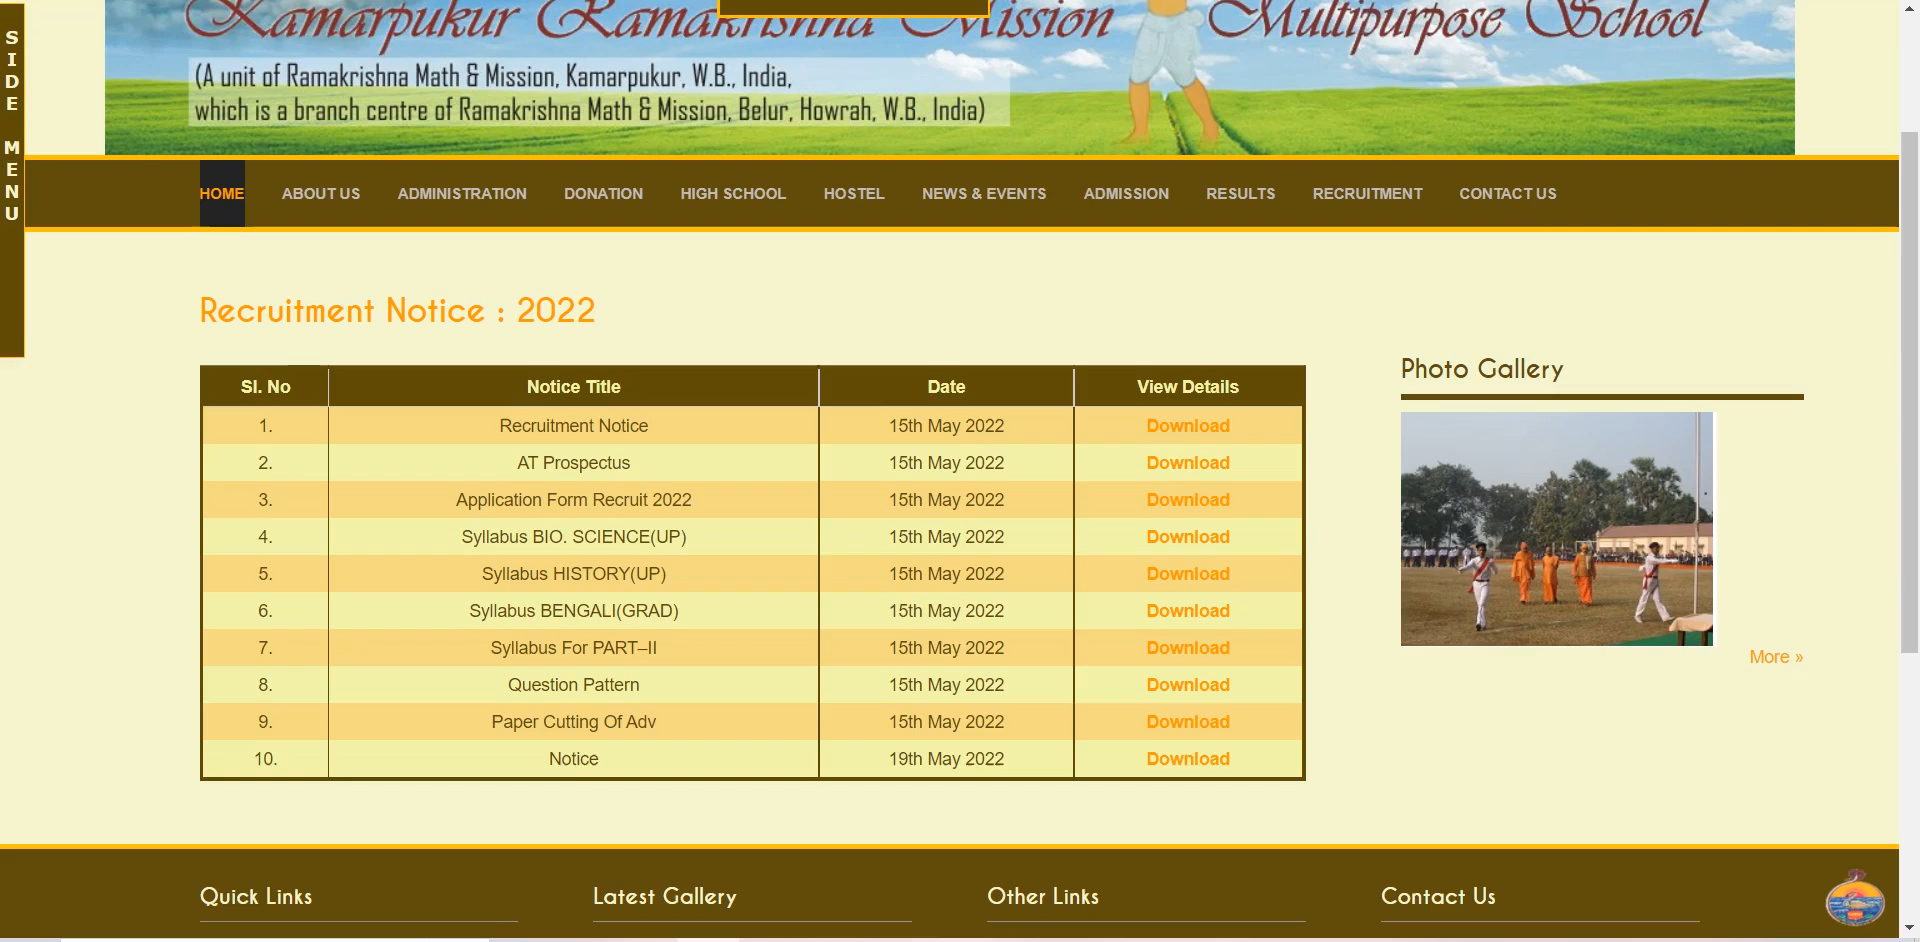 Kamarpukur Ramakrishna Mission Multipurpose School
(A unit of Ramakrishna Math & Mission, Kamarpukur, W.B., India,
which is a branch centre of Ramakrishna Math & Mission, Belur, Howrah, W.B., India)
SIDE MENU
HOME ABOUT US ADMINISTRATION DONATION HIGH SCHOOL HOSTEL NEWS & EVENTS ADMISSION RESULTS RECRUITMENT CONTACT US
Recruitment Notice : 2022
Sl. No Notice Title Date View Details
1. Recruitment Notice 15th May 2022 Download
2. AT Prospectus 15th May 2022 Download
3. Application Form Recruit 2022 15th May 2022 Download
4. Syllabus BIO. SCIENCE(UP) 15th May 2022 Download
5. Syllabus HISTORY(UP) 15th May 2022 Download
6. Syllabus BENGALI(GRAD) 15th May 2022 Download
7. Syllabus For PART–II 15th May 2022 Download
8. Question Pattern 15th May 2022 Download
9. Paper Cutting Of Adv 15th May 2022 Download
10. Notice 19th May 2022 Download
Photo Gallery
More »
Quick Links Latest Gallery Other Links Contact Us